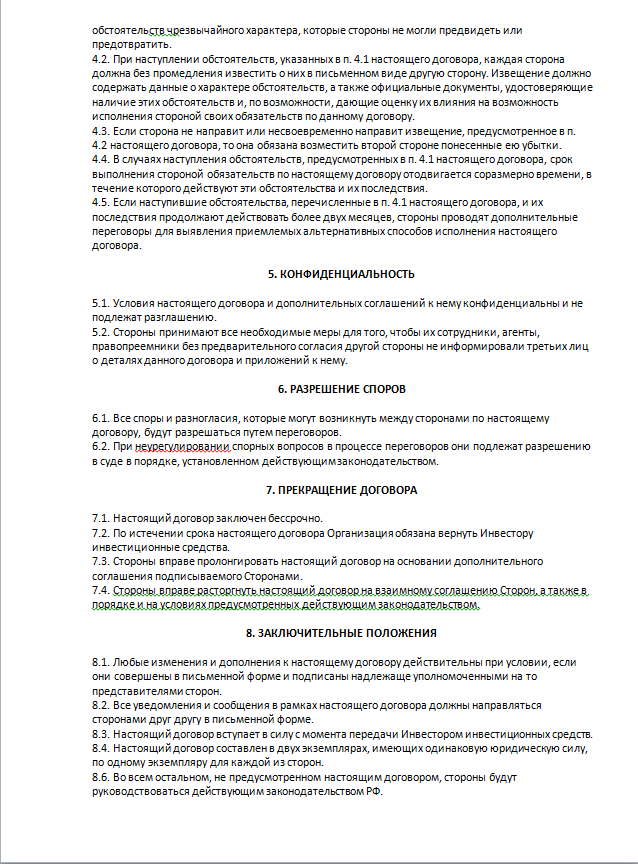 обстоятельств чрезвычайного характера, которые стороны не могли предвидеть или
предотвратить.
4.2. При наступлении обстоятельств, указанных в п. 4.1 настоящего договора, каждая сторона
должна без промедления известить о них в письменном виде другую сторону. Извещение должно
содержать данные о характере обстоятельств, а также официальные документы, удостоверяющие
наличие этих обстоятельств и, по возможности, дающие оценку их влияния на возможность
исполнения стороной своих обязательств по данному договору.
4.3. Если сторона не направит или несвоевременно направит извещение, предусмотренное в п.
4.2 настоящего договора, то она обязана возместить второй стороне понесенные ею убытки.
4.4. В случаях наступления обстоятельств, предусмотренных в п. 4.1 настоящего договора, срок
выполнения стороной обязательств по настоящему договору отодвигается соразмерно времени, в
течение которого действуют эти обстоятельства и их последствия.
4.5. Если наступившие обстоятельства, перечисленные в п. 4.1 настоящего договора, и их
последствия продолжают действовать более двух месяцев, стороны проводят дополнительные
переговоры для выявления приемлемых альтернативных способов исполнения настоящего
договора.
5. КОНФИДЕНЦИАЛЬНОСТЬ
5.1. Условия настоящего договора и дополнительных соглашений к нему конфиденциальны и не
подлежат разглашению.
5.2. Стороны принимают все необходимые меры для того, чтобы их сотрудники, агенты,
правопреемники без предварительного согласия другой стороны не информировали третьих лиц
о деталях данного договора и приложений к нему.
6. РАЗРЕШЕНИЕ СПОРОВ
6.1. Все споры и разногласия, которые могут возникнуть между сторонами по настоящему
договору, будут разрешаться путем переговоров.
6.2. При неурегулировании спорных вопросов в процессе переговоров они подлежат разрешению
в суде в порядке, установленном действующим законодательством.
7. ПРЕКРАЩЕНИЕ ДОГОВОРА
7.1. Настоящий договор заключен бессрочно.
7.2. По истечении срока настоящего договора Организация обязана вернуть Инвестору
инвестиционные средства.
7.3. Стороны вправе пролонгировать настоящий договор на основании дополнительного
соглашения подписываемого Сторонами.
7.4. Стороны вправе расторгнуть настоящий договор на взаимному соглашению Сторон, а также в
порядке и на условиях предусмотренных действующим законодательством.
8. ЗАКЛЮЧИТЕЛЬНЫЕ ПОЛОЖЕНИЯ
8.1. Любые изменения и дополнения к настоящему договору действительны при условии, если
они совершены в письменной форме и подписаны надлежаще уполномоченными на то
представителями сторон.
8.2. Все уведомления и сообщения в рамках настоящего договора должны направляться
сторонами друг другу в письменной форме.
8.3. Настоящий договор вступает в силу с момента передачи Инвестором инвестиционных средств.
8.4. Настоящий договор составлен в двух экземплярах, имеющих одинаковую юридическую силу,
по одному экземпляру для каждой из сторон.
8.6. Во всем остальном, не предусмотренном настоящим договором, стороны будут
руководствоваться действующим законодательством РФ.